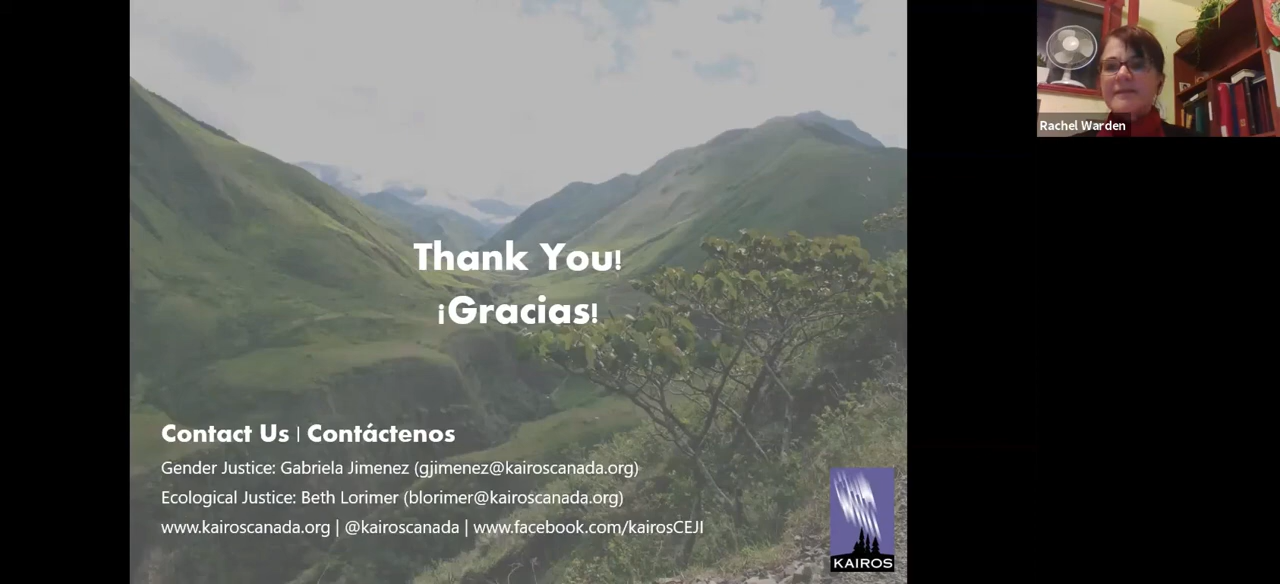 Rachel Warden
Thank You!
¡Gracias!
Contact Us | Contáctenos
Gender Justice: Gabriela Jimenez (gjimenez@kairoscanada.org)
Ecological Justice: Beth Lorimer (blorimer@kairoscanada.org)
www.kairoscanada.org | @kairoscanada | www.facebook.com/kairosCEJI
KAIROS